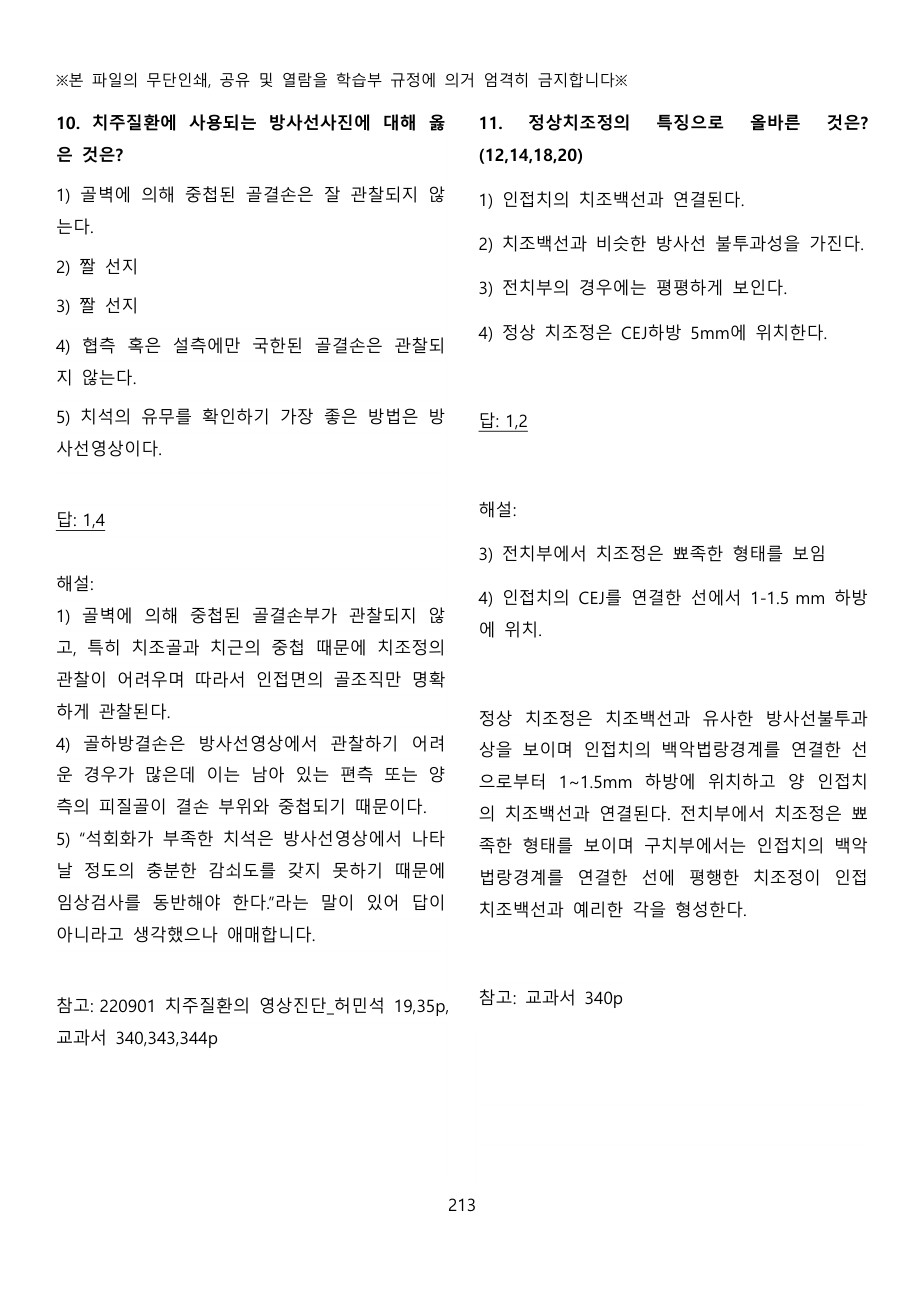 ※본 파일의 무단인쇄, 공유 및 열람을 학습부 규정에 의거 엄격히 금지합니다※
10. 치주질환에 사용되는 방사선사진에 대해 옳
은 것은?
1) 골벽에 의해 중첩된 골결손은 잘 관찰되지 않
는다.
2) 짤 선지
3) 짤 선지
4) 협측 혹은 설측에만 국한된 골결손은 관찰되
지 않는다.
5) 치석의 유무를 확인하기 가장 좋은 방법은 방
사선영상이다.
답: 1,4
해설:
1) 골벽에 의해 중첩된 골결손부가 관찰되지 않
고, 특히 치조골과 치근의 중첩 때문에 치조정의
관찰이 어려우며 따라서 인접면의 골조직만 명확
하게 관찰된다.
4) 골하방결손은 방사선영상에서 관찰하기 어려
운 경우가 많은데 이는 남아 있는 편측 또는 양
측의 피질골이 결손 부위와 중첩되기 때문이다.
5) “석회화가 부족한 치석은 방사선영상에서 나타
날 정도의 충분한 감쇠도를 갖지 못하기 때문에
임상검사를 동반해야 한다.”라는 말이 있어 답이
아니라고 생각했으나 애매합니다.
참고: 220901 치주질환의 영상진단_허민석 19,35p,
교과서 340,343,344p
11. 정상치조정의 특징으로 올바른 것은?
(12,14,18,20)
1) 인접치의 치조백선과 연결된다.
2) 치조백선과 비슷한 방사선 불투과성을 가진다.
3) 전치부의 경우에는 평평하게 보인다.
4) 정상 치조정은 CEJ하방 5mm에 위치한다.
답: 1,2
해설:
3) 전치부에서 치조정은 뾰족한 형태를 보임
4) 인접치의 CEJ를 연결한 선에서 1-1.5 mm 하방
에 위치.
정상 치조정은 치조백선과 유사한 방사선불투과
상을 보이며 인접치의 백악법랑경계를 연결한 선
으로부터 1~1.5mm 하방에 위치하고 양 인접치
의 치조백선과 연결된다. 전치부에서 치조정은 뾰
족한 형태를 보이며 구치부에서는 인접치의 백악
법랑경계를 연결한 선에 평행한 치조정이 인접
치조백선과 예리한 각을 형성한다.
참고: 교과서 340p
213